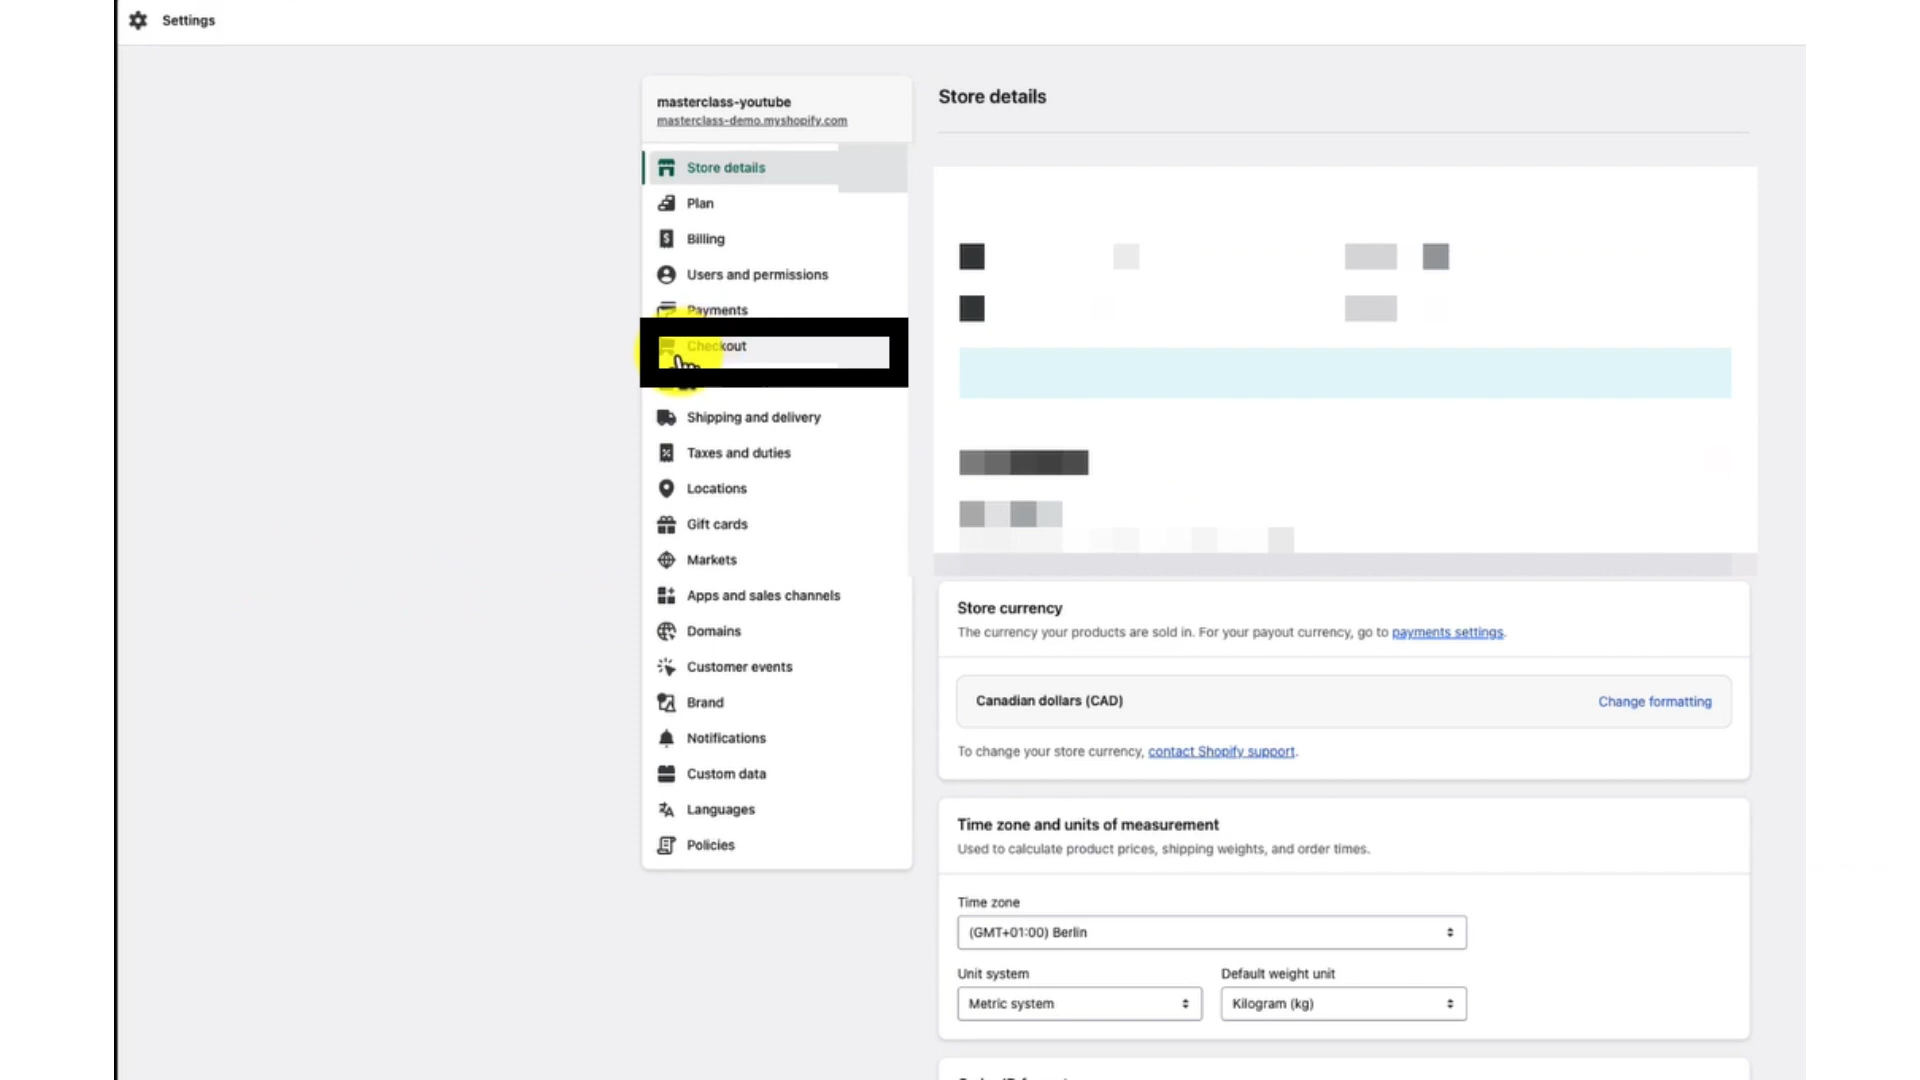 Settings
masterclass-youtube
masterclass-demo.myshopify.com
Store details
Plan
Billing
Users and permissions
Payments
Checkout
Shipping and delivery
Taxes and duties
Locations
Gift cards
Markets
Apps and sales channels
Domains
Customer events
Brand
Notifications
Custom data
Languages
Policies
Store details
Store currency
The currency your products are sold in. For your payout currency, go to payments settings.
Canadian dollars (CAD)
Change formatting
To change your store currency, contact Shopify support.
Time zone and units of measurement
Used to calculate product prices, shipping weights, and order times.
Time zone
(GMT+01:00) Berlin
Unit system
Default weight unit
Metric system
Kilogram (kg)